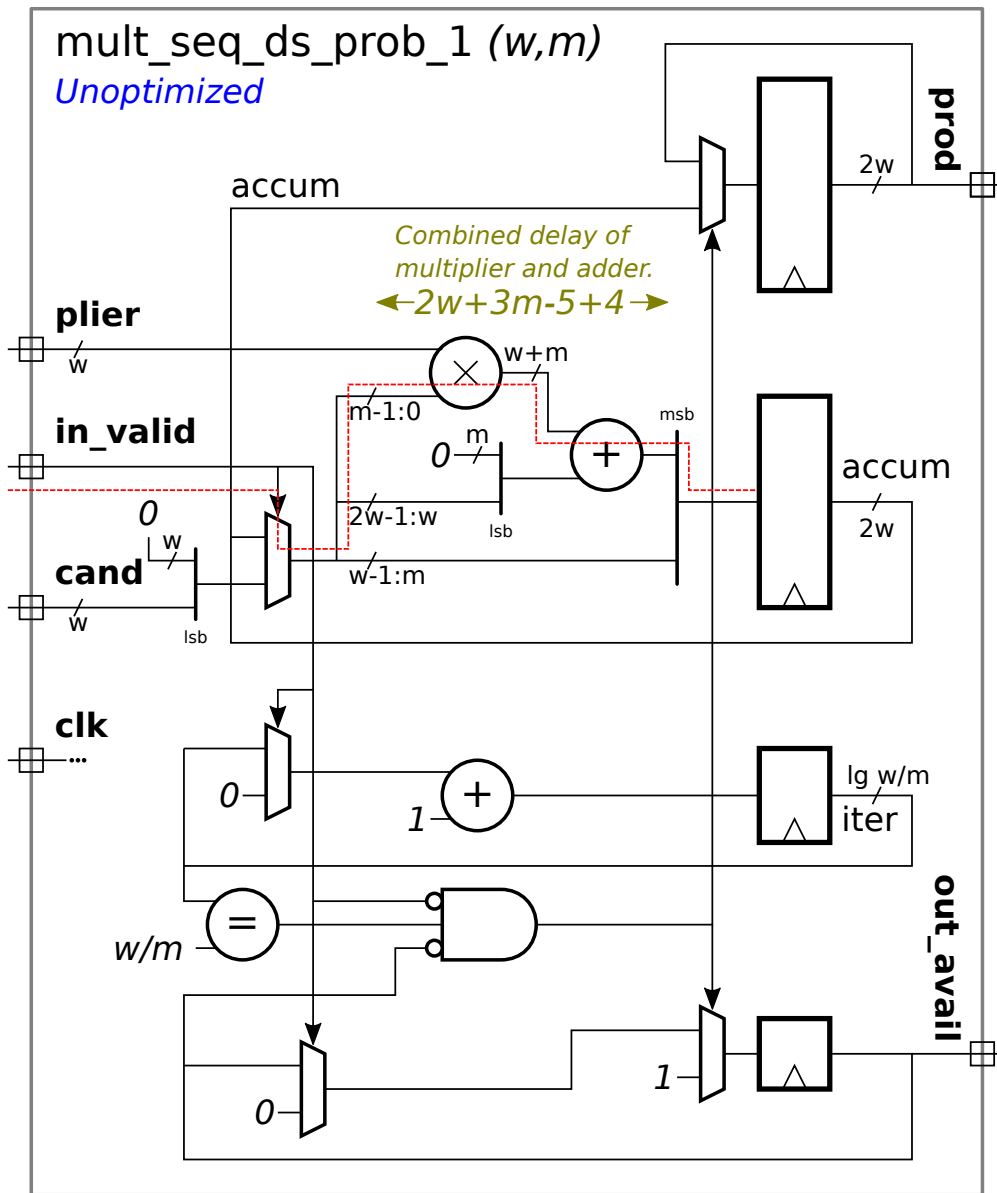 mult_seq_ds_prob_1 (w,m)
Unoptimized
prod
2w
accum
Combined delay of
multiplier and adder.
2w+3m-5+4
plier
w
w+m
m-1:0
in_valid
msb
m
0
+
accum
2w
0
w
2w-1:w
lsb
cand
w
w-1:m
lsb
clk
...
lg w/m
iter
0
+
1
out_avail
=
w/m
1
0